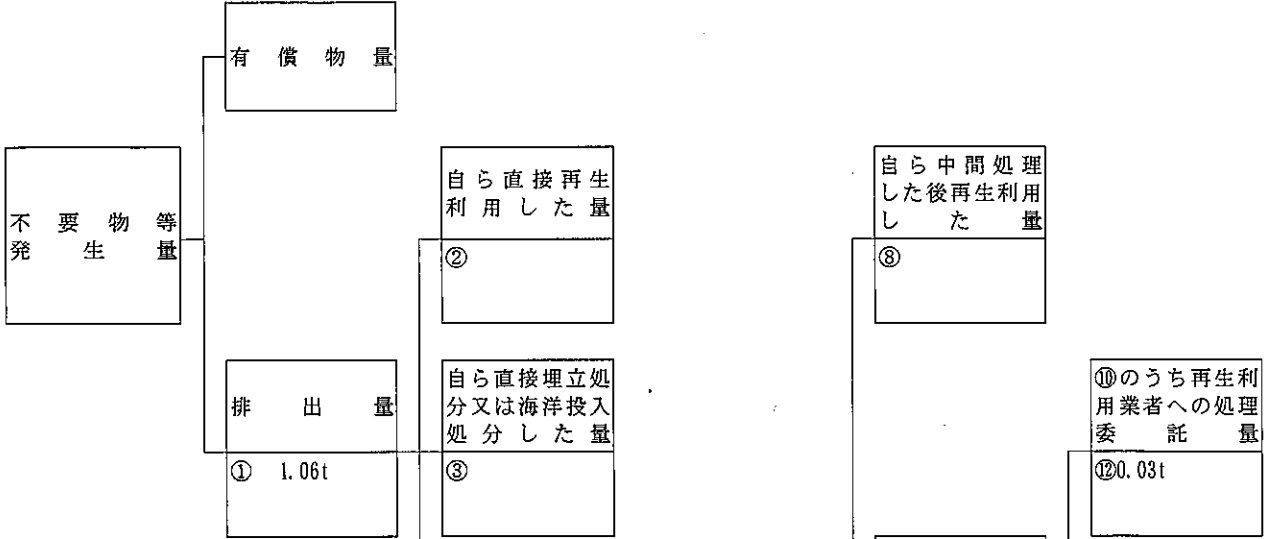 有償物量
不要物等
発生量
自ら直接再生
利用した量
②
自ら中間処理
した後再生利用
した量
⑧
排出量
① 1.06t
自ら直接埋立処
分又は海洋投入
処分した量
③
⑩のうち再生利
用業者への処理
委託量
⑫0.03t